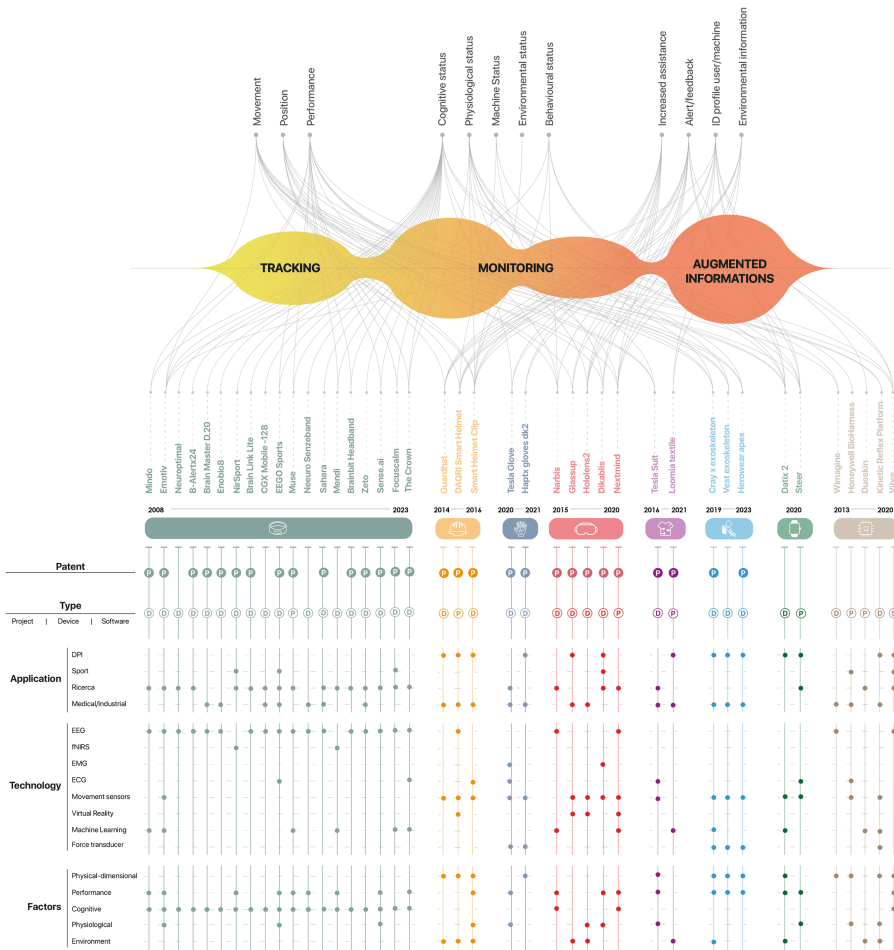 Movement
Position
Performance
Cognitive status
Physiological status
Machine Status
Environmental status
Behavioural status
Increased assistance
Alert/feedback
ID profile user/machine
Environmental information
TRACKING
MONITORING
AUGMENTED
INFORMATIONS
Mindo
Emotiv
Neuroptimal
B-Alertx24
Brain Master D.20
Enobio8
NirSport
Brain Link Lite
CGX Mobile -128
EEGO Sports
Muse
Neeuro Senzeband
Sahara
Mendi
Brainbit Headband
Zeto
Sense.ai
Focuscalm
The Crown
Guardhat
DAQRI Smart Helmet
Smart Helmet Clip
Tesla Glove
Haptx gloves dk2
Narbis
Glassup
Hololens2
Dikablis
Nextmind
Tesla Suit
Loomia textile
Cray x exoskeleton
Vest exoskeleton
Herowear apex
Datix 2
Steer
Wimagine
Honeywell BioHarness
Duoskin
Kinetic Reflex Platform
2008 2023
2014 2016
2020 2021
2015 2020
2016 2021
2019 2023
2020
2013 2020
Patent
P P P P P P P P P P P P P P P P P P P P P P P P P P P P P P
Type
Project | Device | Software
D D D D D D D D D D P D D D D D D D D D P D D D D D D D P D P D D D D P D P P D
Application
DPI
Sport
Ricerca
Medical/Industrial
Technology
EEG
fNIRS
EMG
ECG
Movement sensors
Virtual Reality
Machine Learning
Force transducer
Factors
Physical-dimensional
Performance
Cognitive
Physiological
Environment